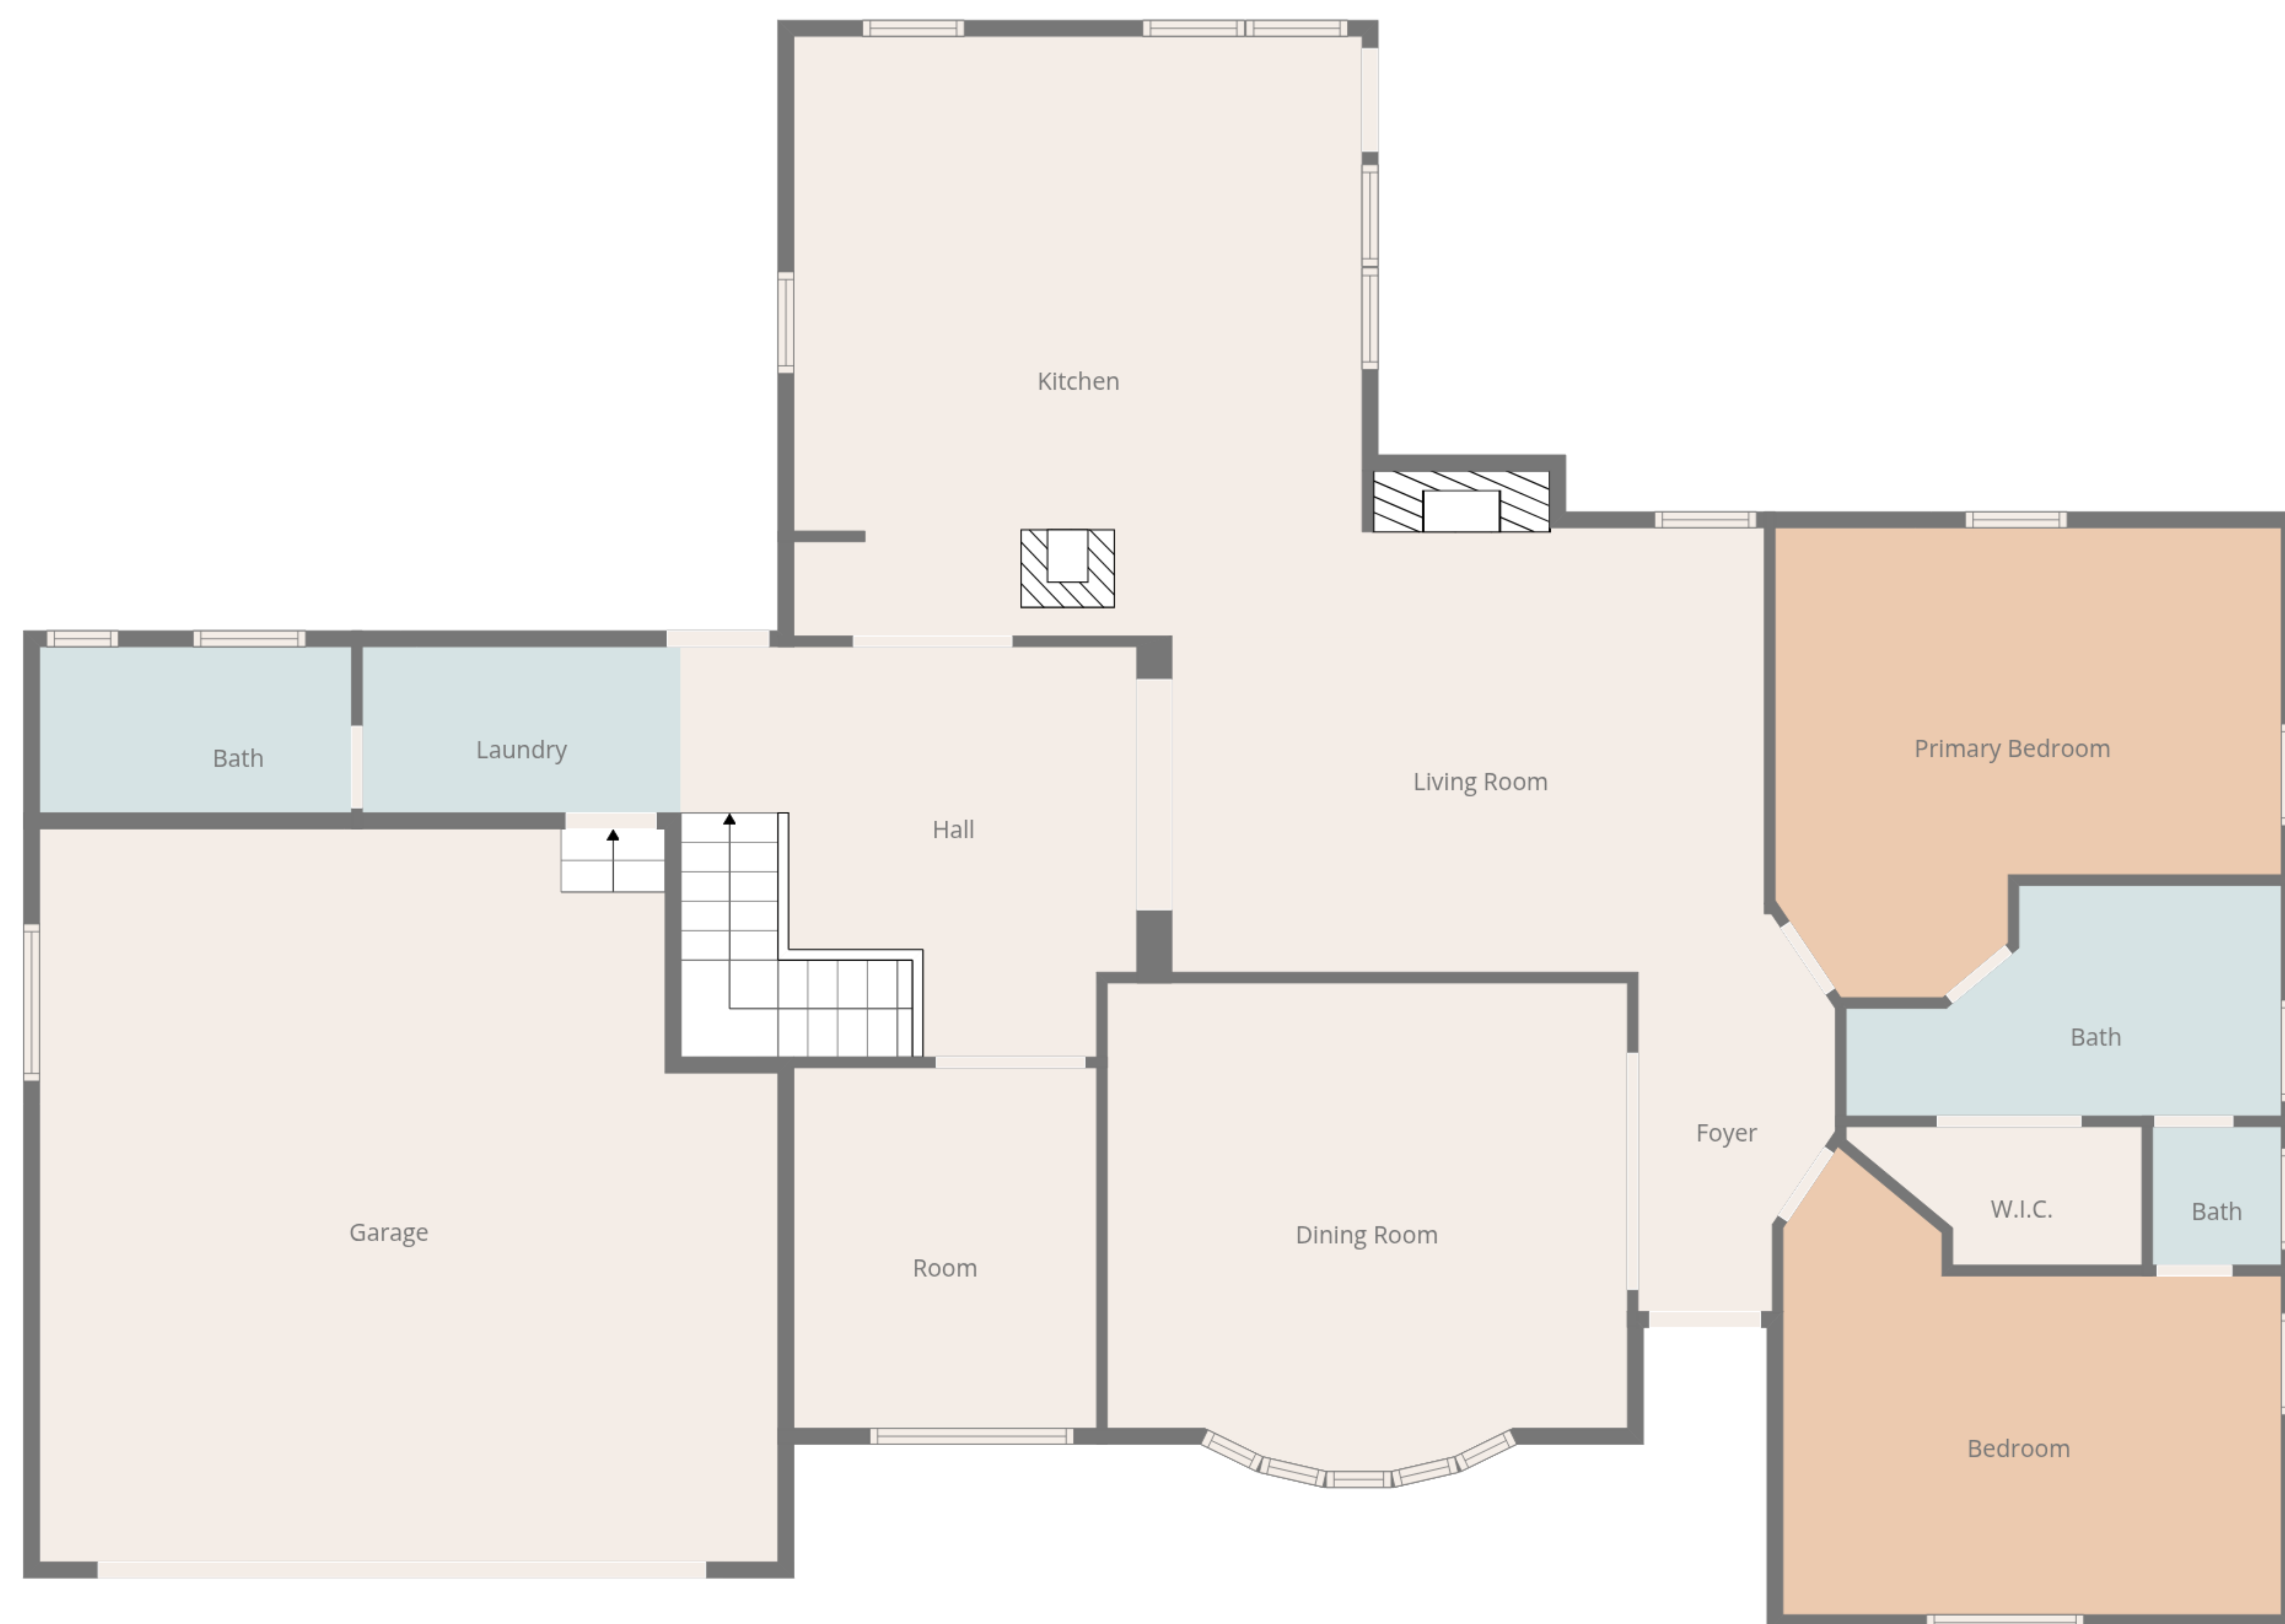 Kitchen
Primary Bedroom
Laundry
Bath
Living Room
Hall
Bath
Foyer
W.I.C.
Bath
Garage
Dining Room
Room
Bedroom